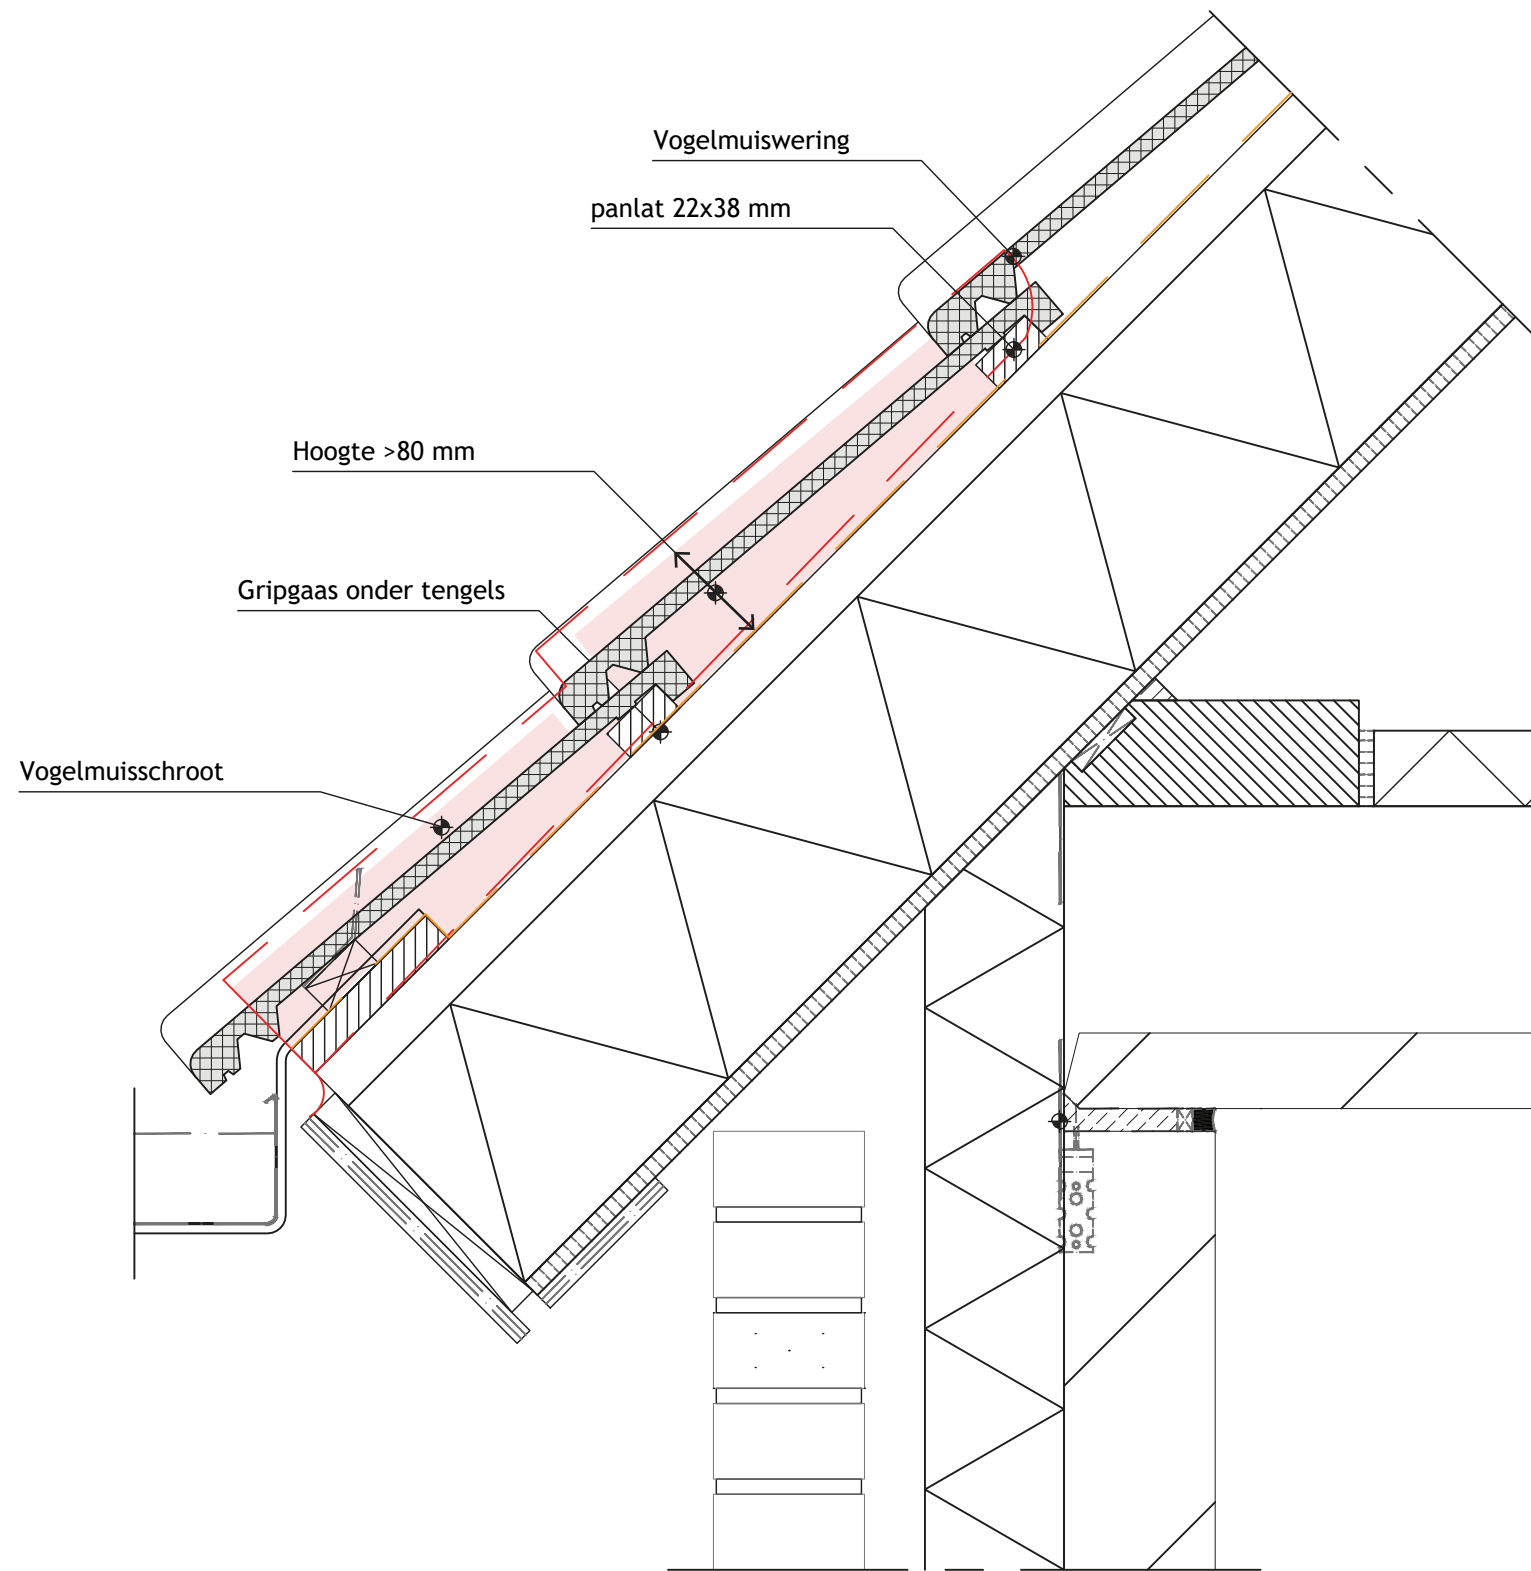 Vogelmuiswering
panlat 22x38 mm
Hoogte >80 mm
Gripgaas onder tengels
Vogelmuisschroot